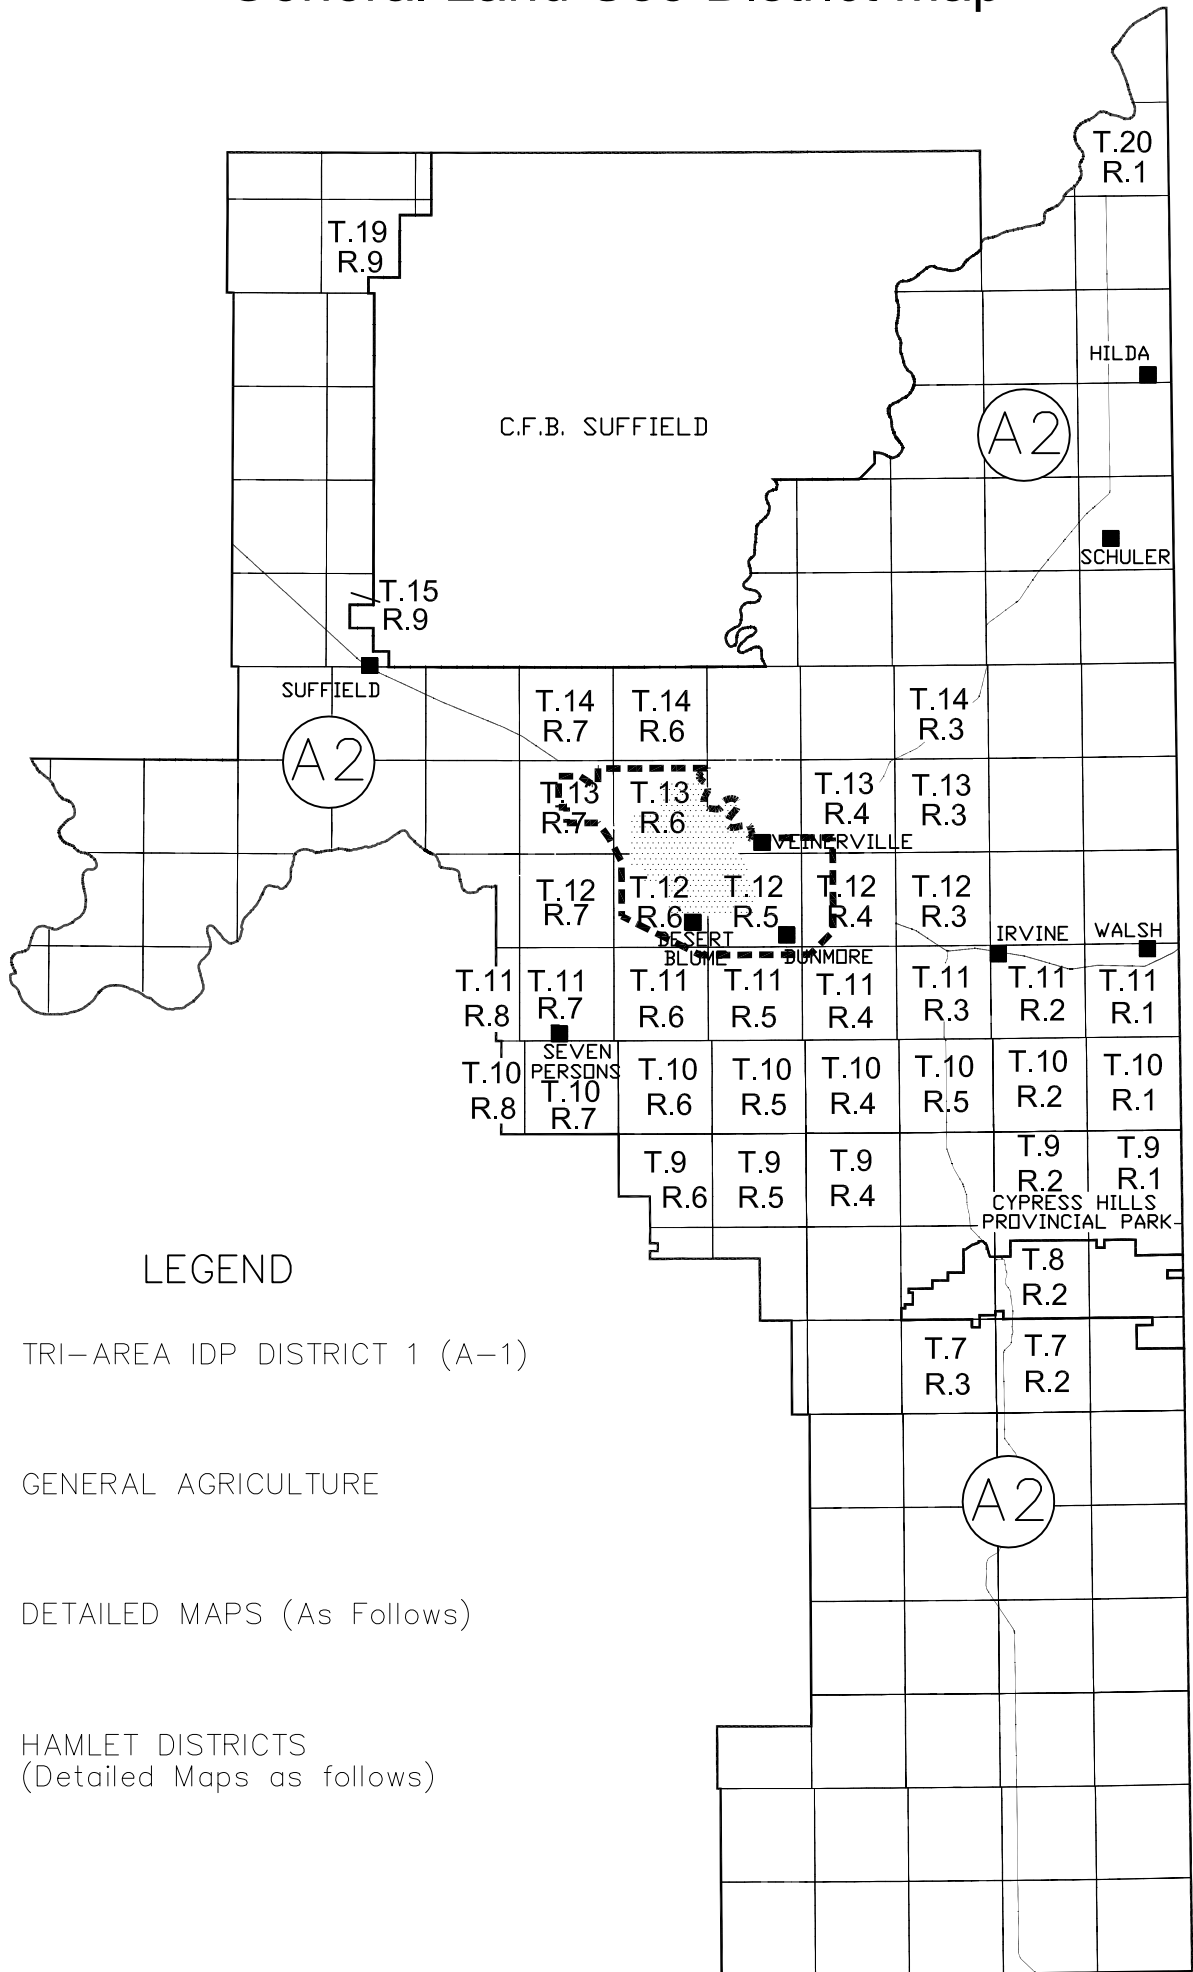 General Land Use District Map
T.20
R.1
T.19
R.9
HILDA
C.F.B. SUFFIELD
A2
SCHULER
T.15
R.9
SUFFIELD
A2
T.14
R.7
T.14
R.6
T.14
R.3
T.13
R.7
T.13
R.6
T.13
R.4
T.13
R.3
VEINERVILLE
T.12
R.7
T.12
R.6
T.12
R.5
T.12
R.4
T.12
R.3
DESERT
BLUME
DUNMORE
IRVINE
WALSH
T.11
R.8
T.11
R.7
T.11
R.6
T.11
R.5
T.11
R.4
T.11
R.3
T.11
R.2
T.11
R.1
SEVEN
PERSONS
T.10
R.8
T.10
R.7
T.10
R.6
T.10
R.5
T.10
R.4
T.10
R.5
T.10
R.2
T.10
R.1
T.9
R.6
T.9
R.5
T.9
R.4
T.9
R.2
T.9
R.1
CYPRESS HILLS
PROVINCIAL PARK
T.8
R.2
T.7
R.3
T.7
R.2
A2
LEGEND
TRI-AREA IDP DISTRICT 1 (A-1)
GENERAL AGRICULTURE
DETAILED MAPS (As Follows)
HAMLET DISTRICTS
(Detailed Maps as follows)